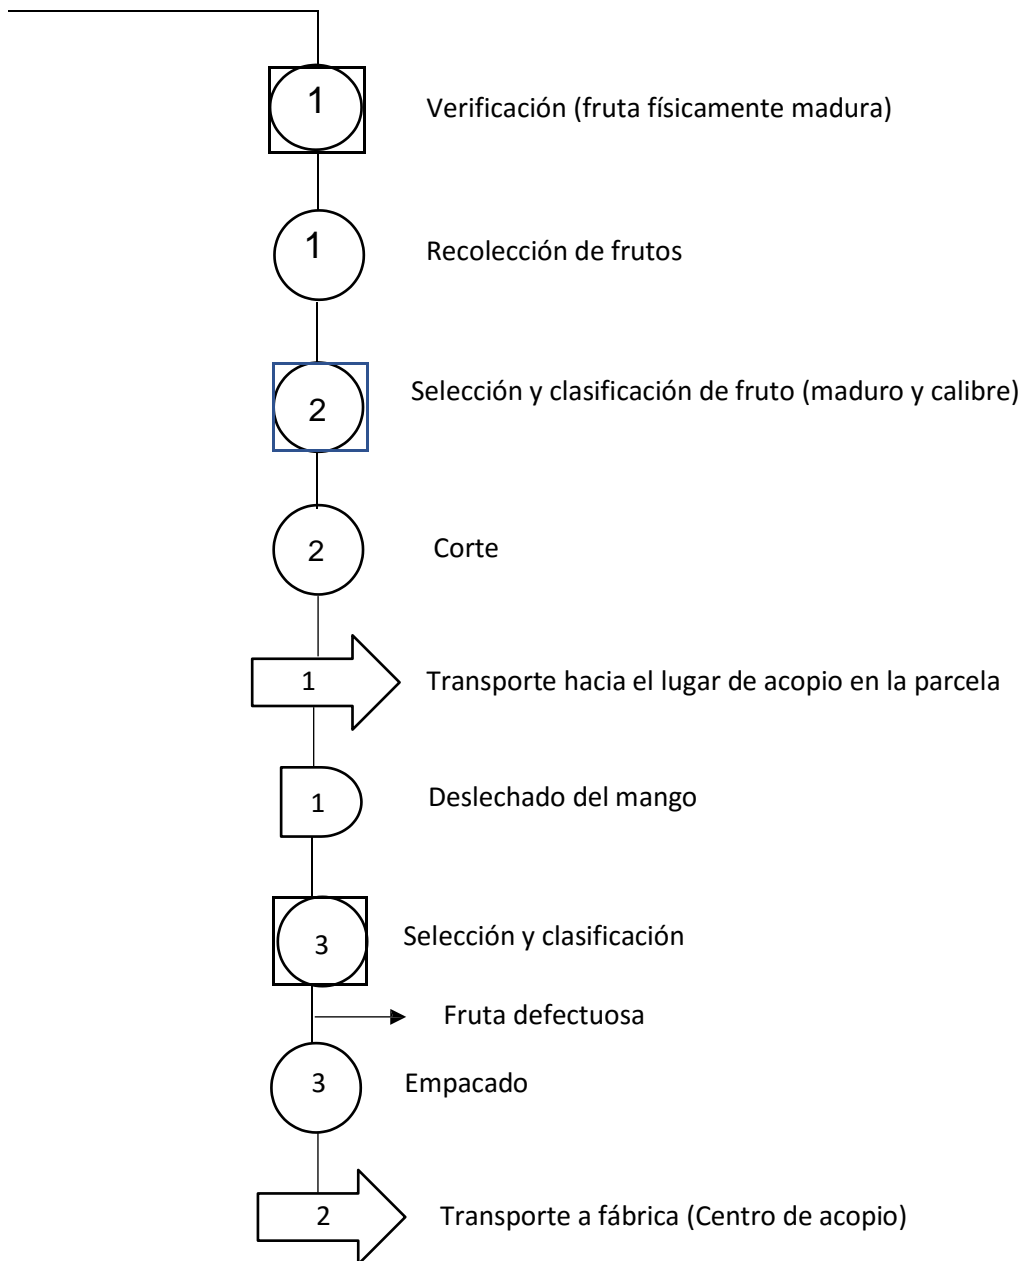 1 Verificación (fruta físicamente madura)
1 Recolección de frutos
2 Selección y clasificación de fruto (maduro y calibre)
2 Corte
1 Transporte hacia el lugar de acopio en la parcela
1 Deslechado del mango
3 Selección y clasificación
Fruta defectuosa
3 Empacado
2 Transporte a fábrica (Centro de acopio)